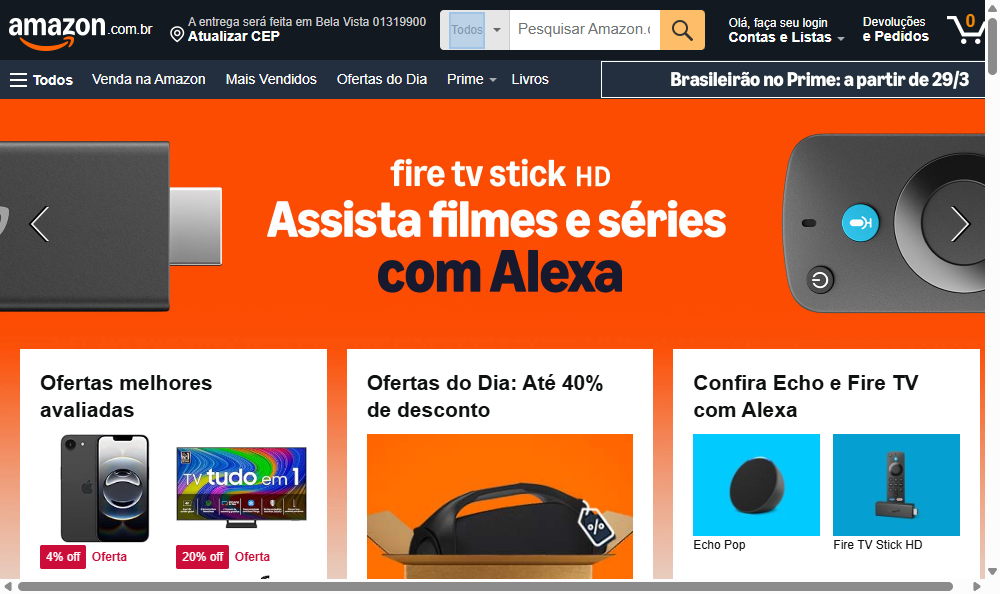 amazon.com.br
A entrega será feita em Bela Vista 01319900
Atualizar CEP
Todos
Pesquisar Amazon.c
Olá, faça seu login
Contas e Listas
Devoluções
e Pedidos
0
Todos
Venda na Amazon
Mais Vendidos
Ofertas do Dia
Prime
Livros
Brasileirão no Prime: a partir de 29/3
fire tv stick HD
Assista filmes e séries
com Alexa
Ofertas melhores
avaliadas
TV tudo em 1
4% off
Oferta
20% off
Oferta
Ofertas do Dia: Até 40%
de desconto
%
Confira Echo e Fire TV
com Alexa
Echo Pop
Fire TV Stick HD